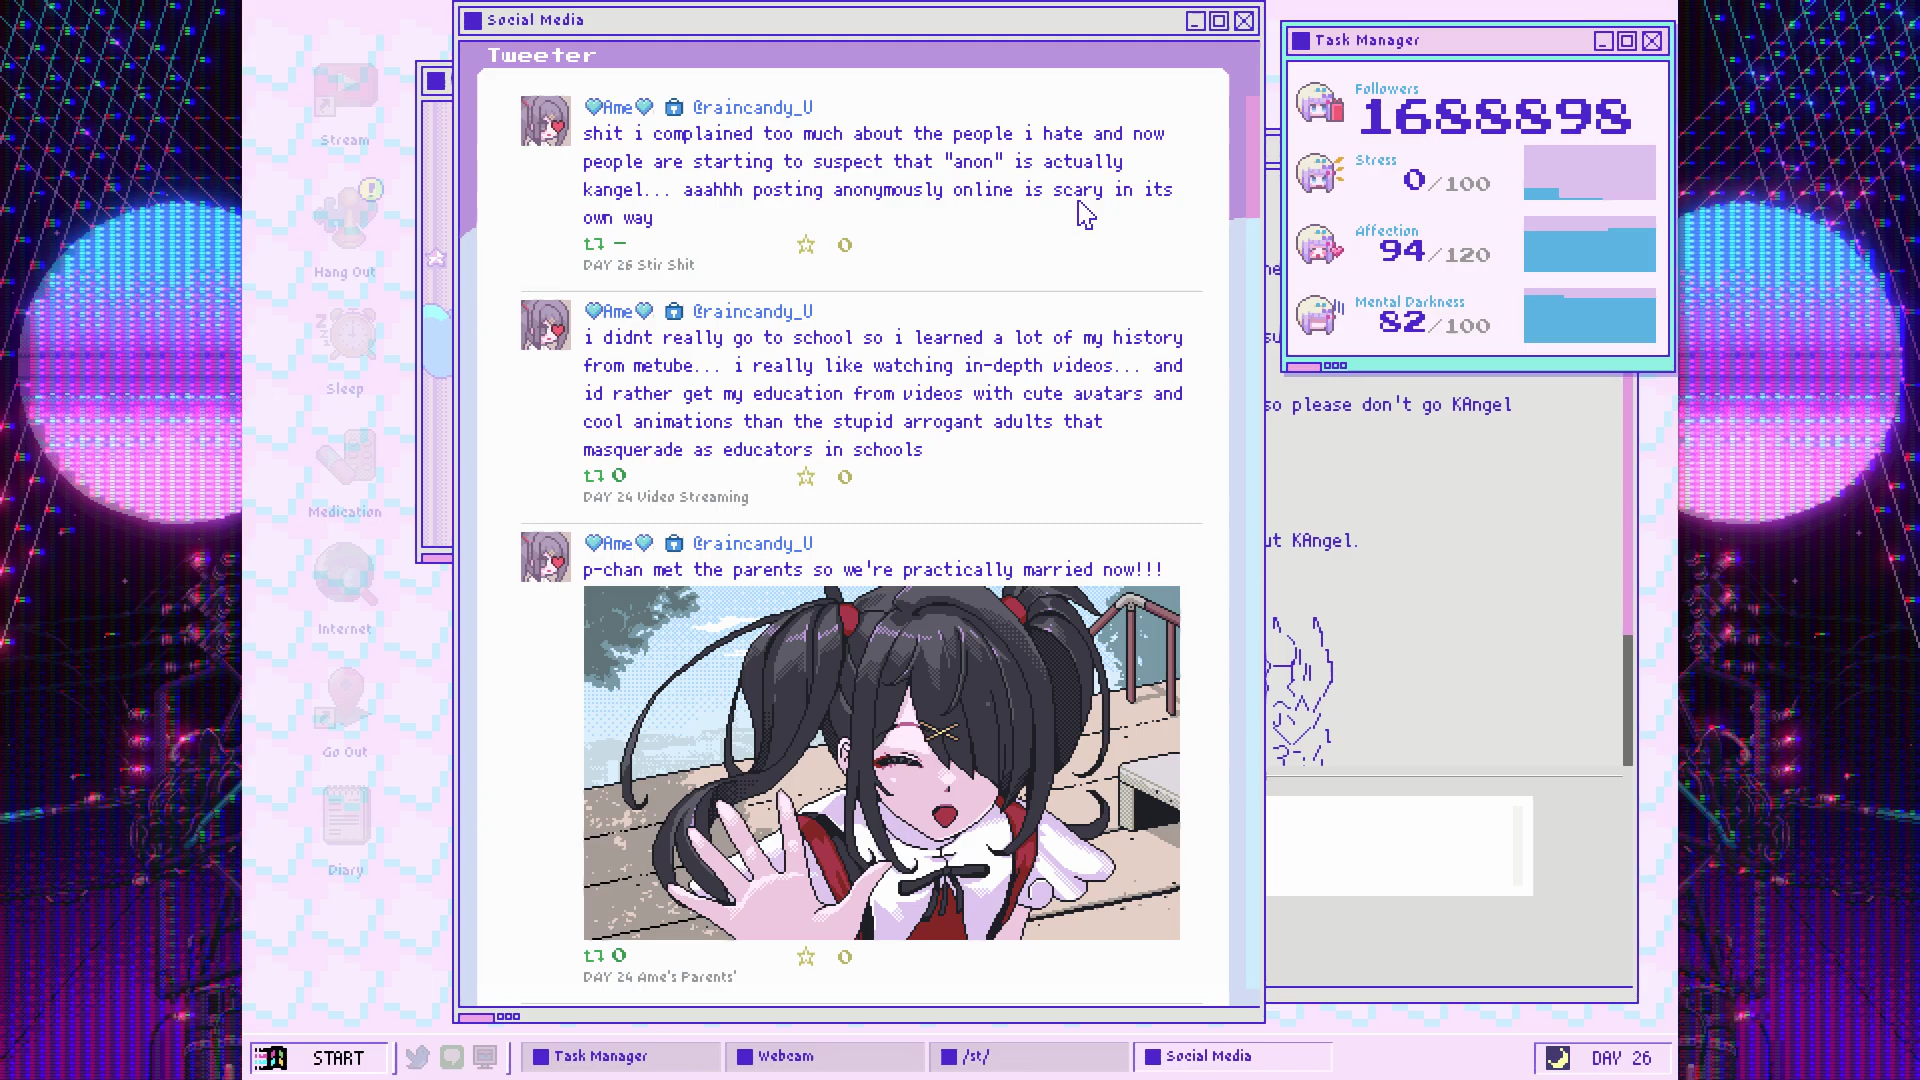 Social Media
Tweeter
Ame @raincandy_U
shit i complained too much about the people i hate and now
people are starting to suspect that "anon" is actually
kangel... aaahhh posting anonymously online is scary in its
own way
— 0
DAY 26 Stir Shit
Ame @raincandy_U
i didnt really go to school so i learned a lot of my history
from metube... i really like watching in-depth videos... and
id rather get my education from videos with cute avatars and
cool animations than the stupid arrogant adults that
masquerade as educators in schools
0 0
DAY 24 Video Streaming
Ame @raincandy_U
p-chan met the parents so we're practically married now!!!
0 0
DAY 24 Ame's Parents'
Task Manager
Followers
1688898
Stress
0/100
Affection
94/120
Mental Darkness
82/100
so please don't go KAngel
ut KAngel.
Stream
Hang Out
Sleep
Medication
Internet
Go Out
Diary
START
Task Manager
Webcam
/st/
Social Media
DAY 26